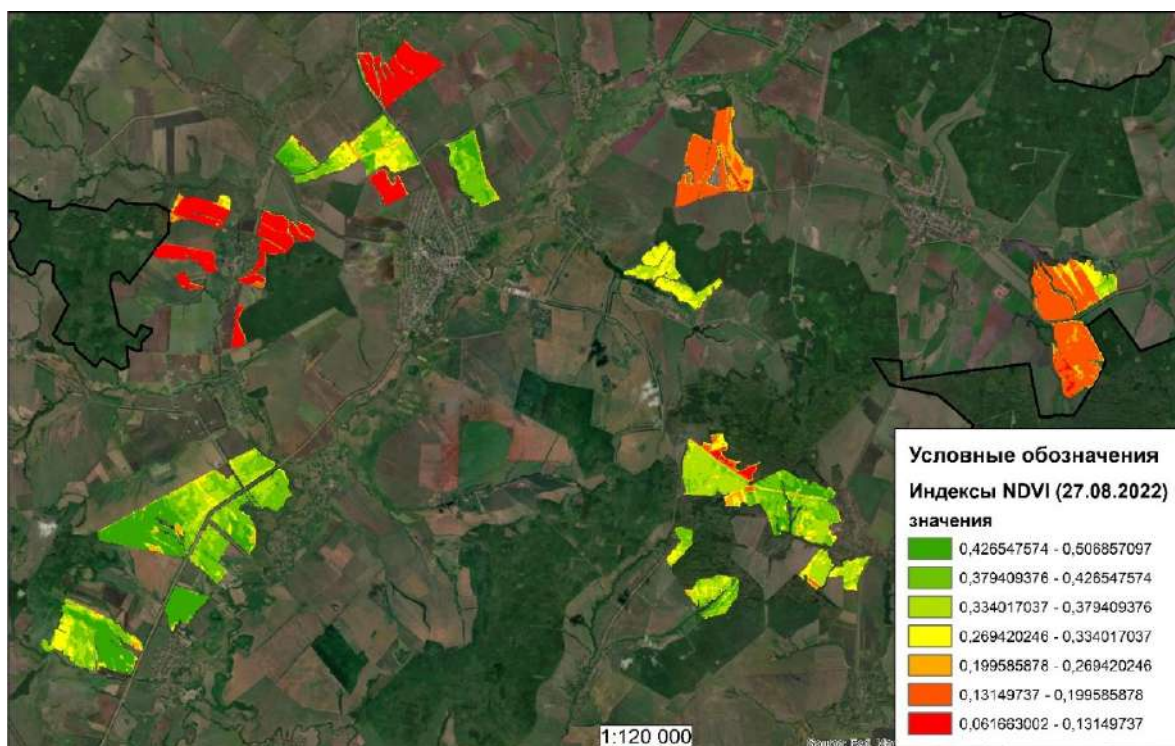 Условные обозначения
Индексы NDVI (27.08.2022)
значения
0,426547574 - 0,506857097
0,379409376 - 0,426547574
0,334017037 - 0,379409376
0,269420246 - 0,334017037
0,199585878 - 0,269420246
0,13149737 - 0,199585878
0,061663002 - 0,13149737
1:120 000